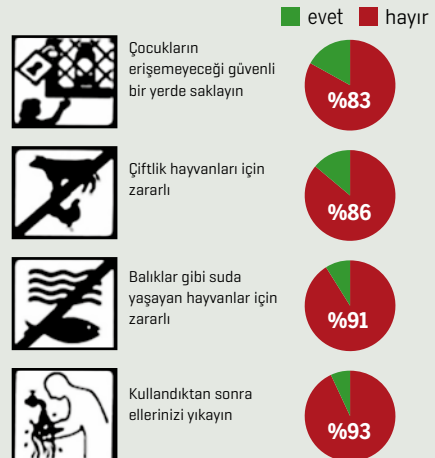 evet hayır
Çocukların
erişemeyeceği güvenli
bir yerde saklayın
%83
Çiftlik hayvanları için
zararlı
%86
Balıklar gibi suda
yaşayan hayvanlar için
zararlı
%91
Kullandıktan sonra
ellerinizi yıkayın
%93